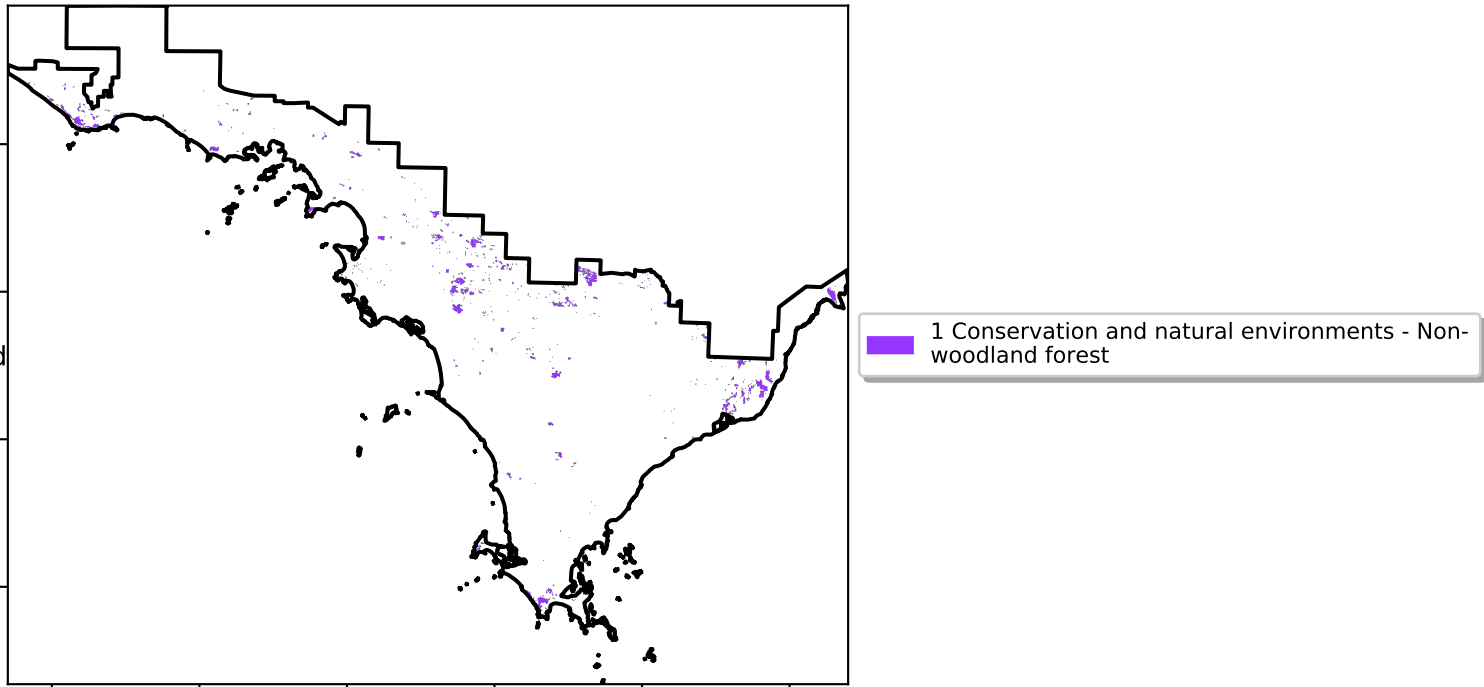 d
1 Conservation and natural environments - Non-
woodland forest